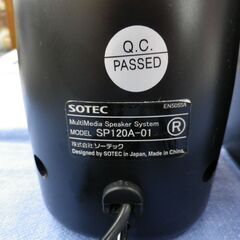 Q.C.
PASSED
SOTEC
EN50554
MultiMedia Speaker System
MODEL SP120A-01
R
株式会社ソーテック
Designed by SOTEC in Japan, Made in China.